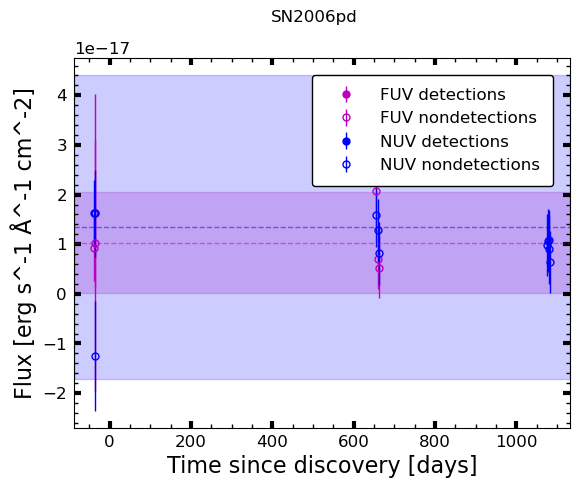 SN2006pd
1e−17
FUV detections
FUV nondetections
NUV detections
NUV nondetections
4
3
2
1
0
−1
−2
Flux [erg s^-1 Å^-1 cm^-2]
0 200 400 600 800 1000
Time since discovery [days]